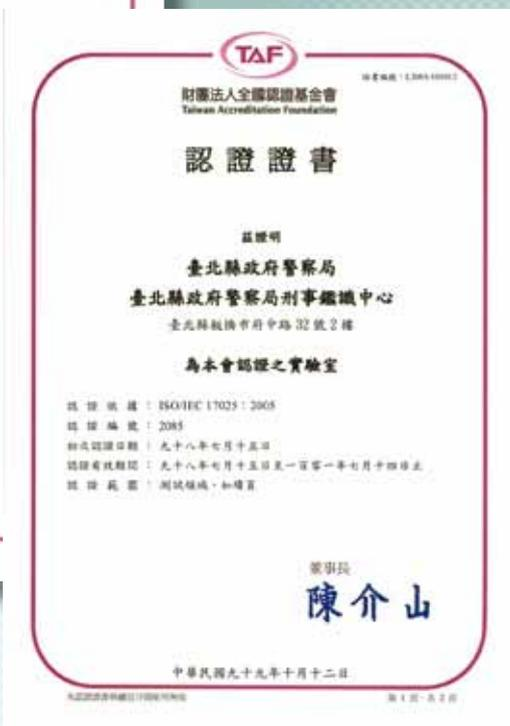 TAF
財團法人全國認證基金會
Taiwan Accreditation Foundation
認證證書
茲證明
臺北縣政府警察局
臺北縣政府警察局刑事鑑識中心
臺北縣板橋市府中路 32 號 2 樓
為本會認證之實驗室
認 證 依 據 : ISO/IEC 17025 : 2005
認 證 編 號 : 2085
初次認證日期 : 九十八年七月十五日
認證有效期間 : 九十八年七月十五日至一百零一年七月十四日止
認 證 範 圍 : 測試領域、如續頁
董事長
陳介山
中華民國九十九年十月十二日
第 1 頁，共 2 頁